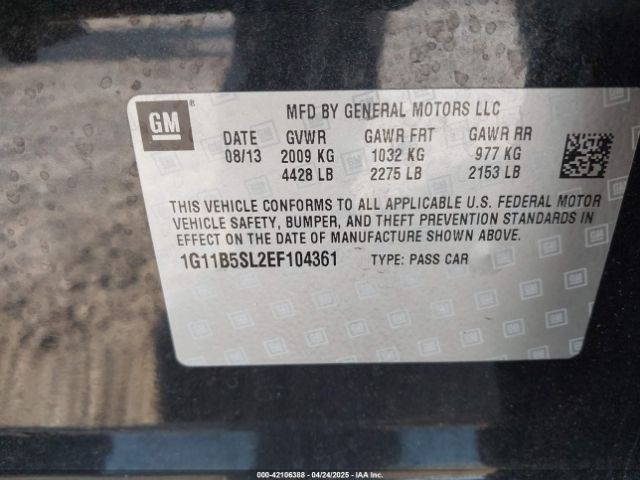 GM ®
MFD BY GENERAL MOTORS LLC
DATE GVWR GAWR FRT GAWR RR
08/13 2009 KG 1032 KG 977 KG
4428 LB 2275 LB 2153 LB
THIS VEHICLE CONFORMS TO ALL APPLICABLE U.S. FEDERAL MOTOR
VEHICLE SAFETY, BUMPER, AND THEFT PREVENTION STANDARDS IN
EFFECT ON THE DATE OF MANUFACTURE SHOWN ABOVE.
1G11B5SL2EF104361 TYPE: PASS CAR
000-42106388 - 04/24/2025 - IAA Inc.